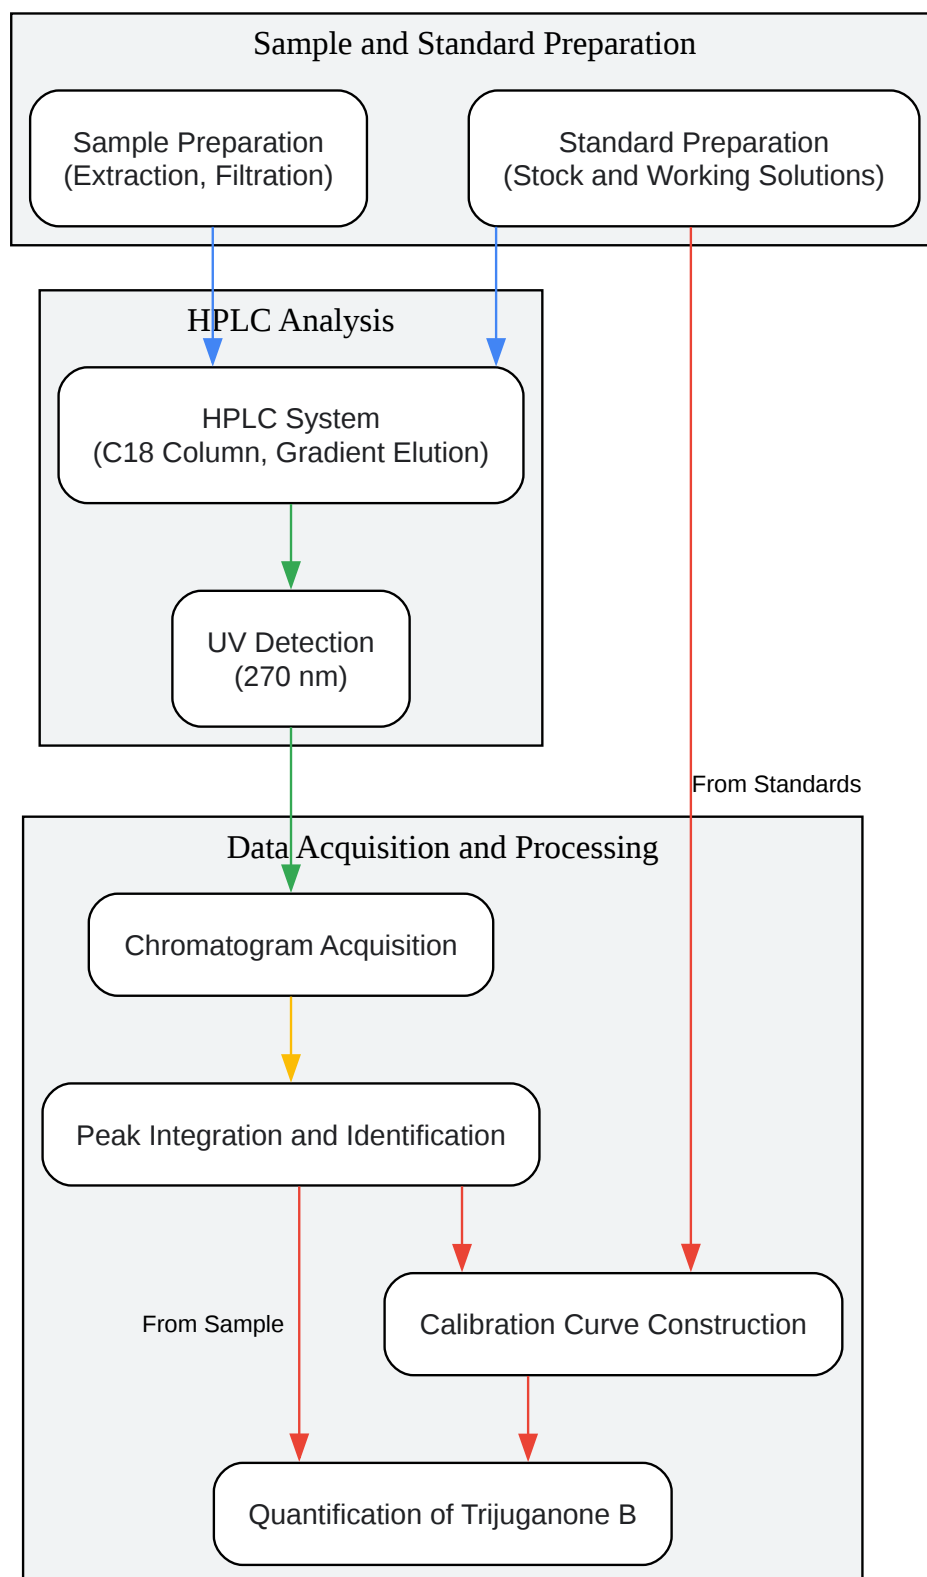 Sample and Standard Preparation
Sample Preparation
(Extraction, Filtration)
Standard Preparation
(Stock and Working Solutions)
HPLC Analysis
HPLC System
(C18 Column, Gradient Elution)
UV Detection
(270 nm)
From Standards
Data Acquisition and Processing
Chromatogram Acquisition
Peak Integration and Identification
From Sample
Calibration Curve Construction
Quantification of Trijuganone B